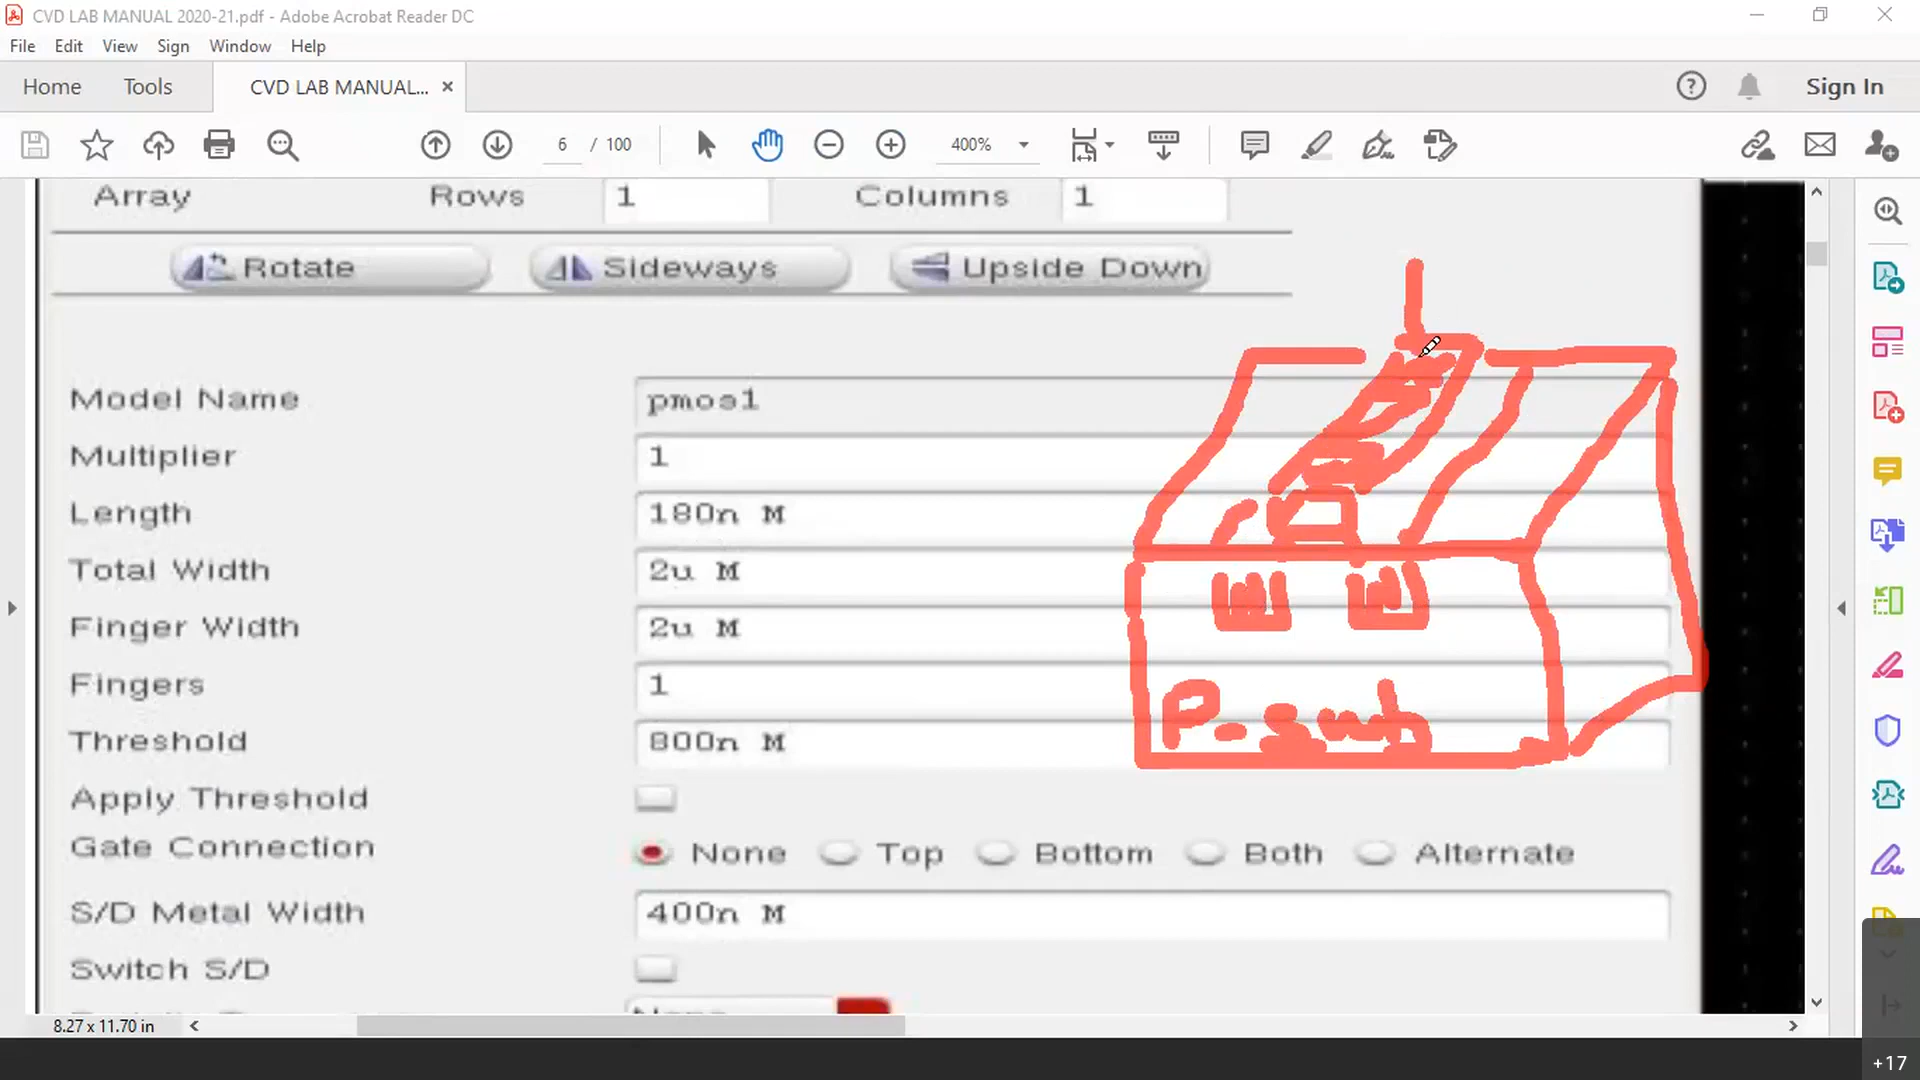 CVD LAB MANUAL 2020-21.pdf - Adobe Acrobat Reader DC
File Edit View Sign Window Help
Home Tools CVD LAB MANUAL... × Sign In
6 / 100 400%
Array Rows 1 Columns 1
Rotate Sideways Upside Down
Model Name pmos1
Multiplier 1
Length 180n M
Total Width 2u M
Finger Width 2u M
Fingers 1
Threshold 800n M
P-sub
Apply Threshold
Gate Connection None Top Bottom Both Alternate
S/D Metal Width 400n M
Switch S/D
8.27 x 11.70 in
+17